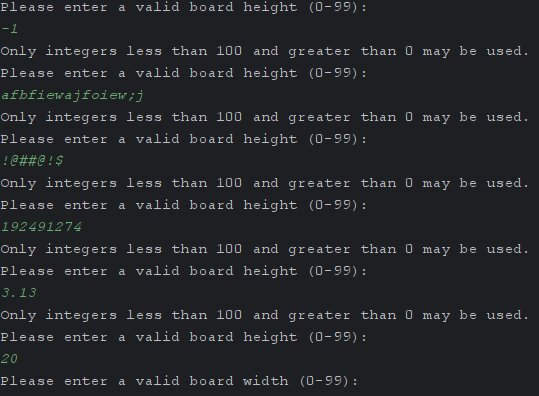 Please enter a valid board height (0-99):
-1
Only integers less than 100 and greater than 0 may be used.
Please enter a valid board height (0-99):
afbfiewajfoiew;j
Only integers less than 100 and greater than 0 may be used.
Please enter a valid board height (0-99):
!@##@!$
Only integers less than 100 and greater than 0 may be used.
Please enter a valid board height (0-99):
192491274
Only integers less than 100 and greater than 0 may be used.
Please enter a valid board height (0-99):
3.13
Only integers less than 100 and greater than 0 may be used.
Please enter a valid board height (0-99):
20
Please enter a valid board width (0-99):